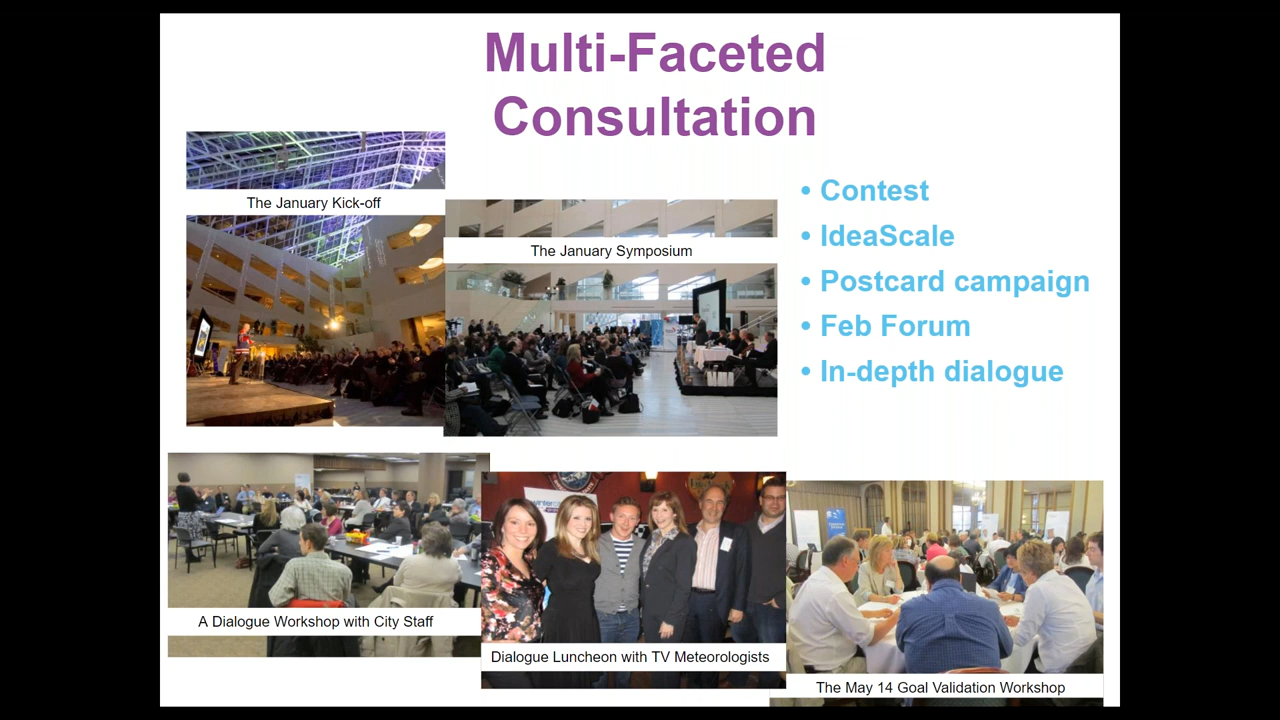 Multi-Faceted
Consultation
The January Kick-off
The January Symposium
• Contest
• IdeaScale
• Postcard campaign
• Feb Forum
• In-depth dialogue
A Dialogue Workshop with City Staff
Dialogue Luncheon with TV Meteorologists
The May 14 Goal Validation Workshop